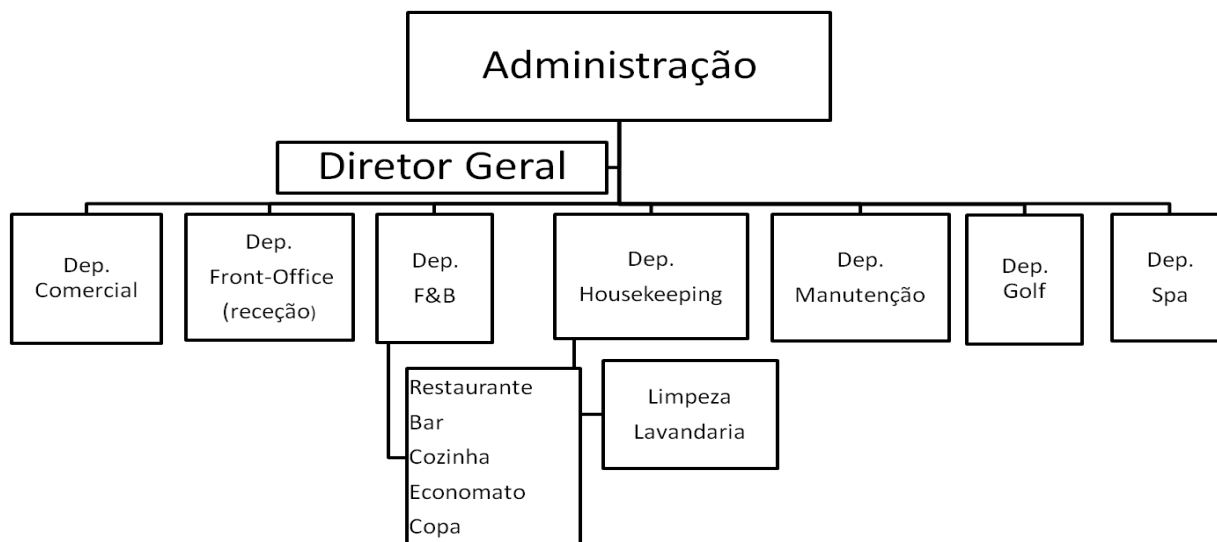 Administração
Diretor Geral
Dep.
Comercial
Dep.
Front-Office
(receção)
Dep.
F&B
Dep.
Housekeeping
Dep.
Manutenção
Dep.
Golf
Dep.
Spa
Restaurante
Bar
Cozinha
Economato
Copa
Limpeza
Lavandaria